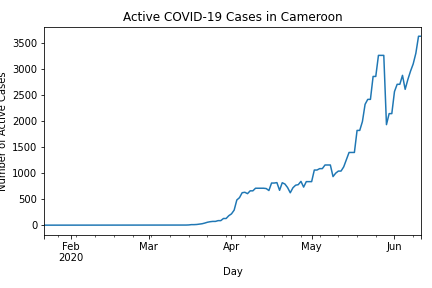 Active COVID-19 Cases in Cameroon
Number of Active Cases
3500
3000
2500
2000
1500
1000
500
0
Feb
2020
Mar
Apr
May
Jun
Day